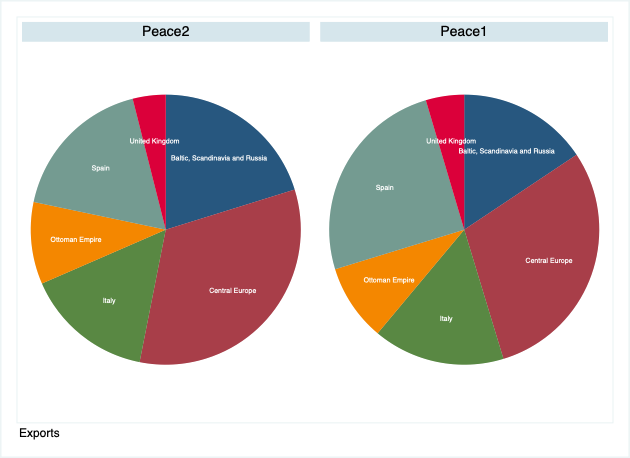 Peace2
Peace1
United Kingdom
Baltic, Scandinavia and Russia
Spain
Ottoman Empire
Central Europe
Italy
United Kingdom
Baltic, Scandinavia and Russia
Spain
Central Europe
Ottoman Empire
Italy
Exports